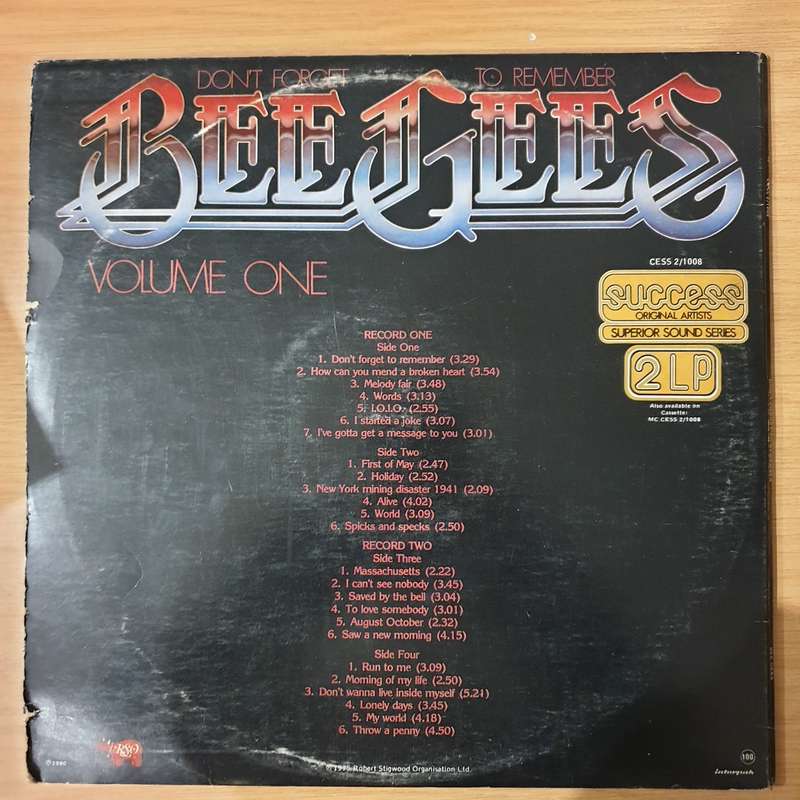 DON'T FORGET TO REMEMBER
BEE GEES
VOLUME ONE
CESS 2/1008
success
ORIGINAL ARTISTS
SUPERIOR SOUND SERIES
2 LP
Also available on
Cassette:
MC CESS 2/1008
RECORD ONE
Side One
1. Don't forget to remember (3.29)
2. How can you mend a broken heart (3.54)
3. Melody fair (3.48)
4. Words (3.13)
5. I.O.I.O. (2.55)
6. I started a joke (3.07)
7. I've gotta get a message to you (3.01)
Side Two
1. First of May (2.47)
2. Holiday (2.52)
3. New York mining disaster 1941 (2.09)
4. Alive (4.02)
5. World (3.09)
6. Spicks and specks (2.50)
RECORD TWO
Side Three
1. Massachusetts (2.22)
2. I can't see nobody (3.45)
3. Saved by the bell (3.04)
4. To love somebody (3.01)
5. August October (2.32)
6. Saw a new morning (4.15)
Side Four
1. Run to me (3.09)
2. Morning of my life (2.50)
3. Don't wanna live inside myself (5.21)
4. Lonely days (3.45)
5. My world (4.18)
6. Throw a penny (4.50)
RSO
℗ 1975 Robert Stigwood Organisation Ltd.
100
interpak